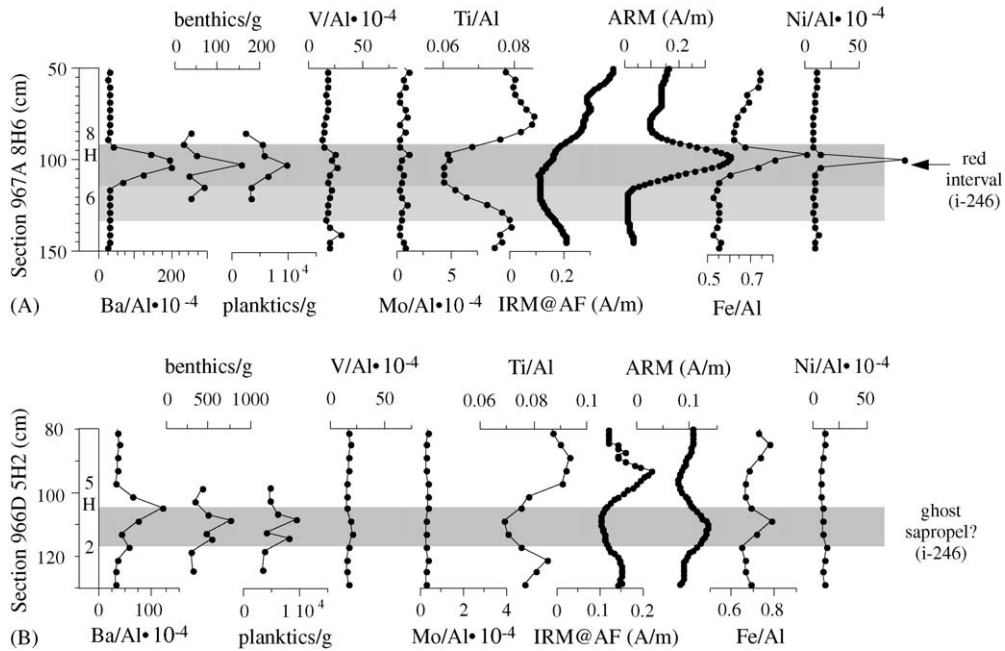 benthics/g V/Al•10-4 Ti/Al ARM (A/m) Ni/Al•10-4
0 100 200 0 25 50 0.06 0.08 0 0.2 0 50
Section 967A 8H6 (cm)
50
100
150
8
H
6
red
interval
(i-246)
0 200 0 1 10⁴ 0 5 0 0.2 0.5 0.7
(A) Ba/Al•10-4 planktics/g Mo/Al•10-4 IRM@AF (A/m) Fe/Al
benthics/g V/Al•10-4 Ti/Al ARM (A/m) Ni/Al•10-4
0 500 1000 0 50 0.06 0.08 0.1 0 0.1 0 50
Section 966D 5H2 (cm)
80
100
120
5
H
2
ghost
sapropel?
(i-246)
0 100 0 1 10⁴ 0 2 4 0 0.1 0.2 0.6 0.8
(B) Ba/Al•10-4 planktics/g Mo/Al•10-4 IRM@AF (A/m) Fe/Al